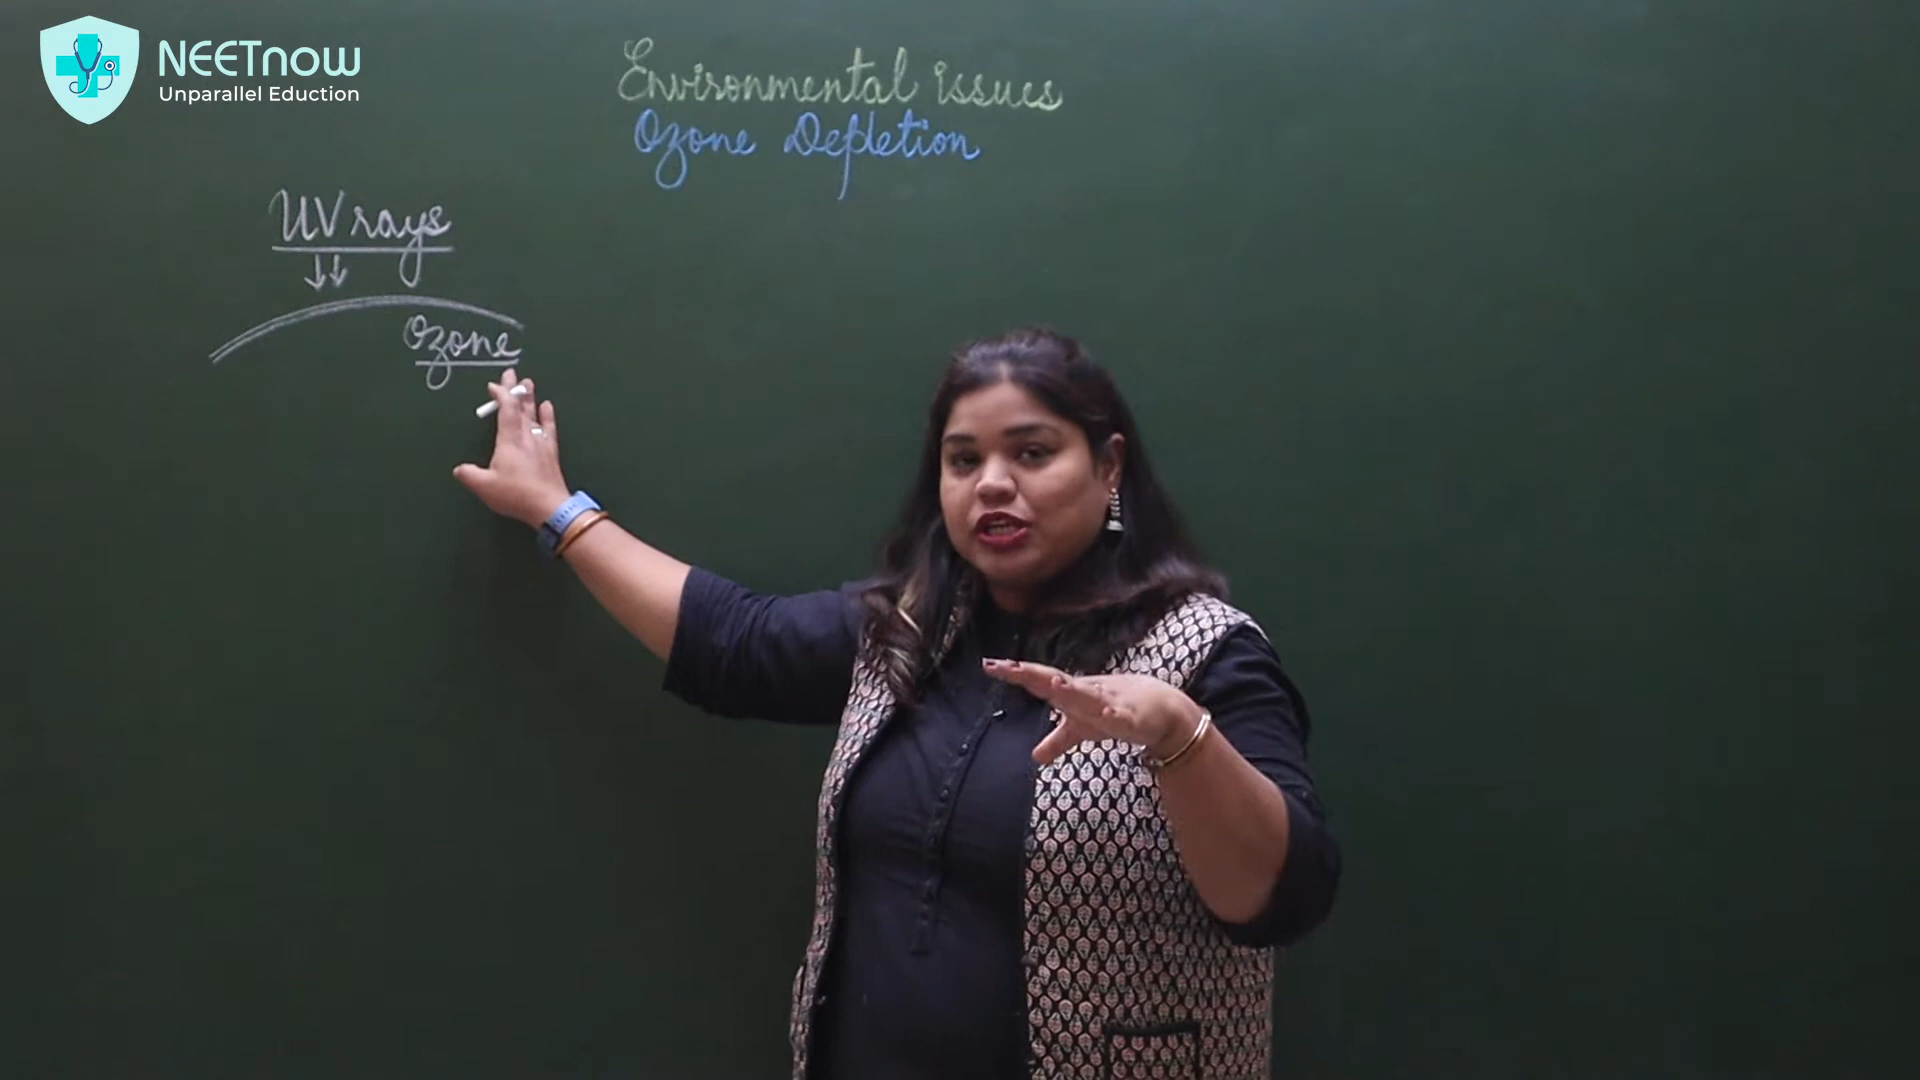 NEETnow
Unparallel Eduction
Environmental issues
Ozone Depletion
UV rays
Ozone